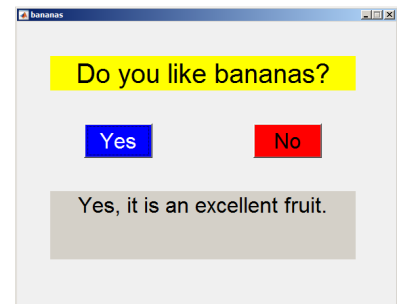 bananas
Do you like bananas?
Yes No
Yes, it is an excellent fruit.